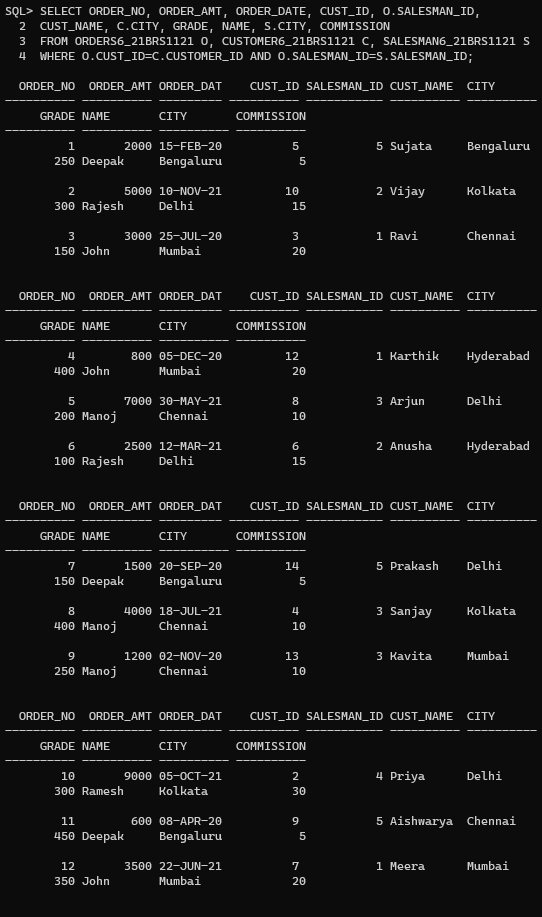 SQL> SELECT ORDER_NO, ORDER_AMT, ORDER_DATE, CUST_ID, O.SALESMAN_ID,
  2  CUST_NAME, C.CITY, GRADE, NAME, S.CITY, COMMISSION
  3  FROM ORDERS6_21BRS1121 O, CUSTOMER6_21BRS1121 C, SALESMAN6_21BRS1121 S
  4  WHERE O.CUST_ID=C.CUSTOMER_ID AND O.SALESMAN_ID=S.SALESMAN_ID;

  ORDER_NO  ORDER_AMT ORDER_DAT    CUST_ID SALESMAN_ID CUST_NAME  CITY
---------- ---------- --------- ---------- ----------- ---------- ----------
     GRADE NAME       CITY       COMMISSION
---------- ---------- ---------- ----------
         1       2000 15-FEB-20          5           5 Sujata     Bengaluru
       250 Deepak     Bengaluru           5

         2       5000 10-NOV-21         10           2 Vijay      Kolkata
       300 Rajesh     Delhi              15

         3       3000 25-JUL-20          3           1 Ravi       Chennai
       150 John       Mumbai             20


  ORDER_NO  ORDER_AMT ORDER_DAT    CUST_ID SALESMAN_ID CUST_NAME  CITY
---------- ---------- --------- ---------- ----------- ---------- ----------
     GRADE NAME       CITY       COMMISSION
---------- ---------- ---------- ----------
         4        800 05-DEC-20         12           1 Karthik    Hyderabad
       400 John       Mumbai             20

         5       7000 30-MAY-21          8           3 Arjun      Delhi
       200 Manoj      Chennai            10

         6       2500 12-MAR-21          6           2 Anusha     Hyderabad
       100 Rajesh     Delhi              15


  ORDER_NO  ORDER_AMT ORDER_DAT    CUST_ID SALESMAN_ID CUST_NAME  CITY
---------- ---------- --------- ---------- ----------- ---------- ----------
     GRADE NAME       CITY       COMMISSION
---------- ---------- ---------- ----------
         7       1500 20-SEP-20         14           5 Prakash    Delhi
       150 Deepak     Bengaluru           5

         8       4000 18-JUL-21          4           3 Sanjay     Kolkata
       400 Manoj      Chennai            10

         9       1200 02-NOV-20         13           3 Kavita     Mumbai
       250 Manoj      Chennai            10


  ORDER_NO  ORDER_AMT ORDER_DAT    CUST_ID SALESMAN_ID CUST_NAME  CITY
---------- ---------- --------- ---------- ----------- ---------- ----------
     GRADE NAME       CITY       COMMISSION
---------- ---------- ---------- ----------
        10       9000 05-OCT-21          2           4 Priya      Delhi
       300 Ramesh     Kolkata            30

        11        600 08-APR-20          9           5 Aishwarya  Chennai
       450 Deepak     Bengaluru           5

        12       3500 22-JUN-21          7           1 Meera      Mumbai
       350 John       Mumbai             20